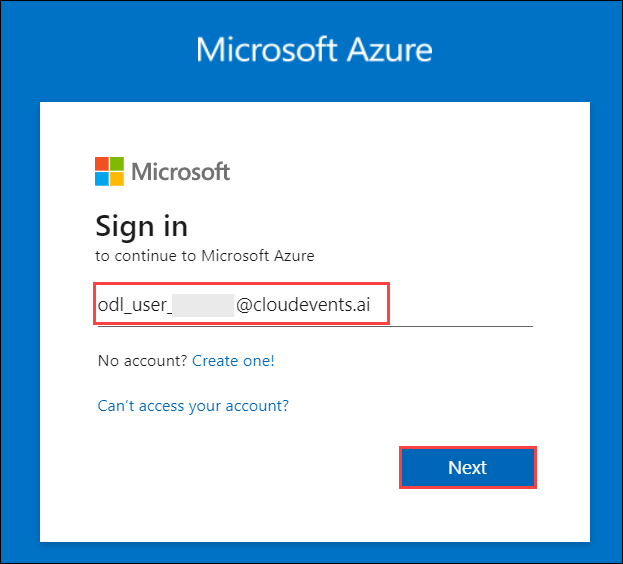 Microsoft Azure
Microsoft
Sign in
to continue to Microsoft Azure
odl_user_ @cloudevents.ai
No account? Create one!
Can’t access your account?
Next